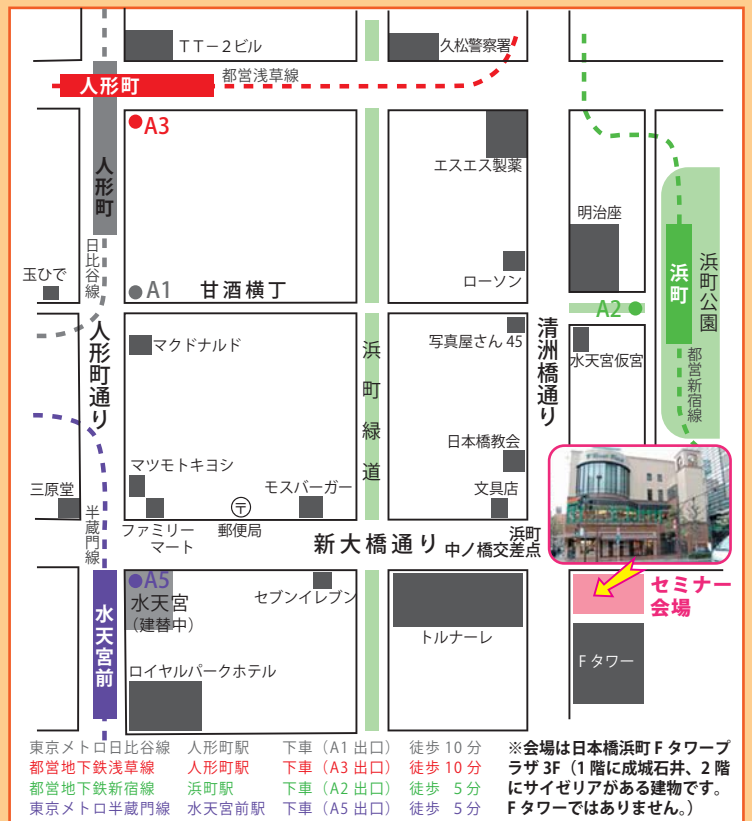 TT-2ビル
久松警察署
人形町
都営浅草線
A3
人形町
エスエス製薬
明治座
日比谷線
玉ひで
A1
甘酒横丁
ローソン
浜町
浜町公園
A2
人形町通り
マクドナルド
浜町緑道
写真屋さん 45
清洲橋通り
水天宮仮宮
都営新宿線
日本橋教会
マツモトキヨシ
三原堂
モスバーガー
文具店
半蔵門線
ファミリー
マート
〒
郵便局
新大橋通り
浜町
中ノ橋交差点
A5
水天宮
(建替中)
セブンイレブン
セミナー
会場
水天宮前
トルナーレ
F タワー
ロイヤルパークホテル
東京メトロ日比谷線 人形町駅 下車(A1 出口) 徒歩 10 分
都営地下鉄浅草線 人形町駅 下車(A3 出口) 徒歩 10 分
都営地下鉄新宿線 浜町駅 下車(A2 出口) 徒歩 5 分
東京メトロ半蔵門線 水天宮前駅 下車(A5 出口) 徒歩 5 分
※会場は日本橋浜町 F タワープ
ラザ 3F(1 階に成城石井、2 階
にサイゼリアがある建物です。
F タワーではありません。)